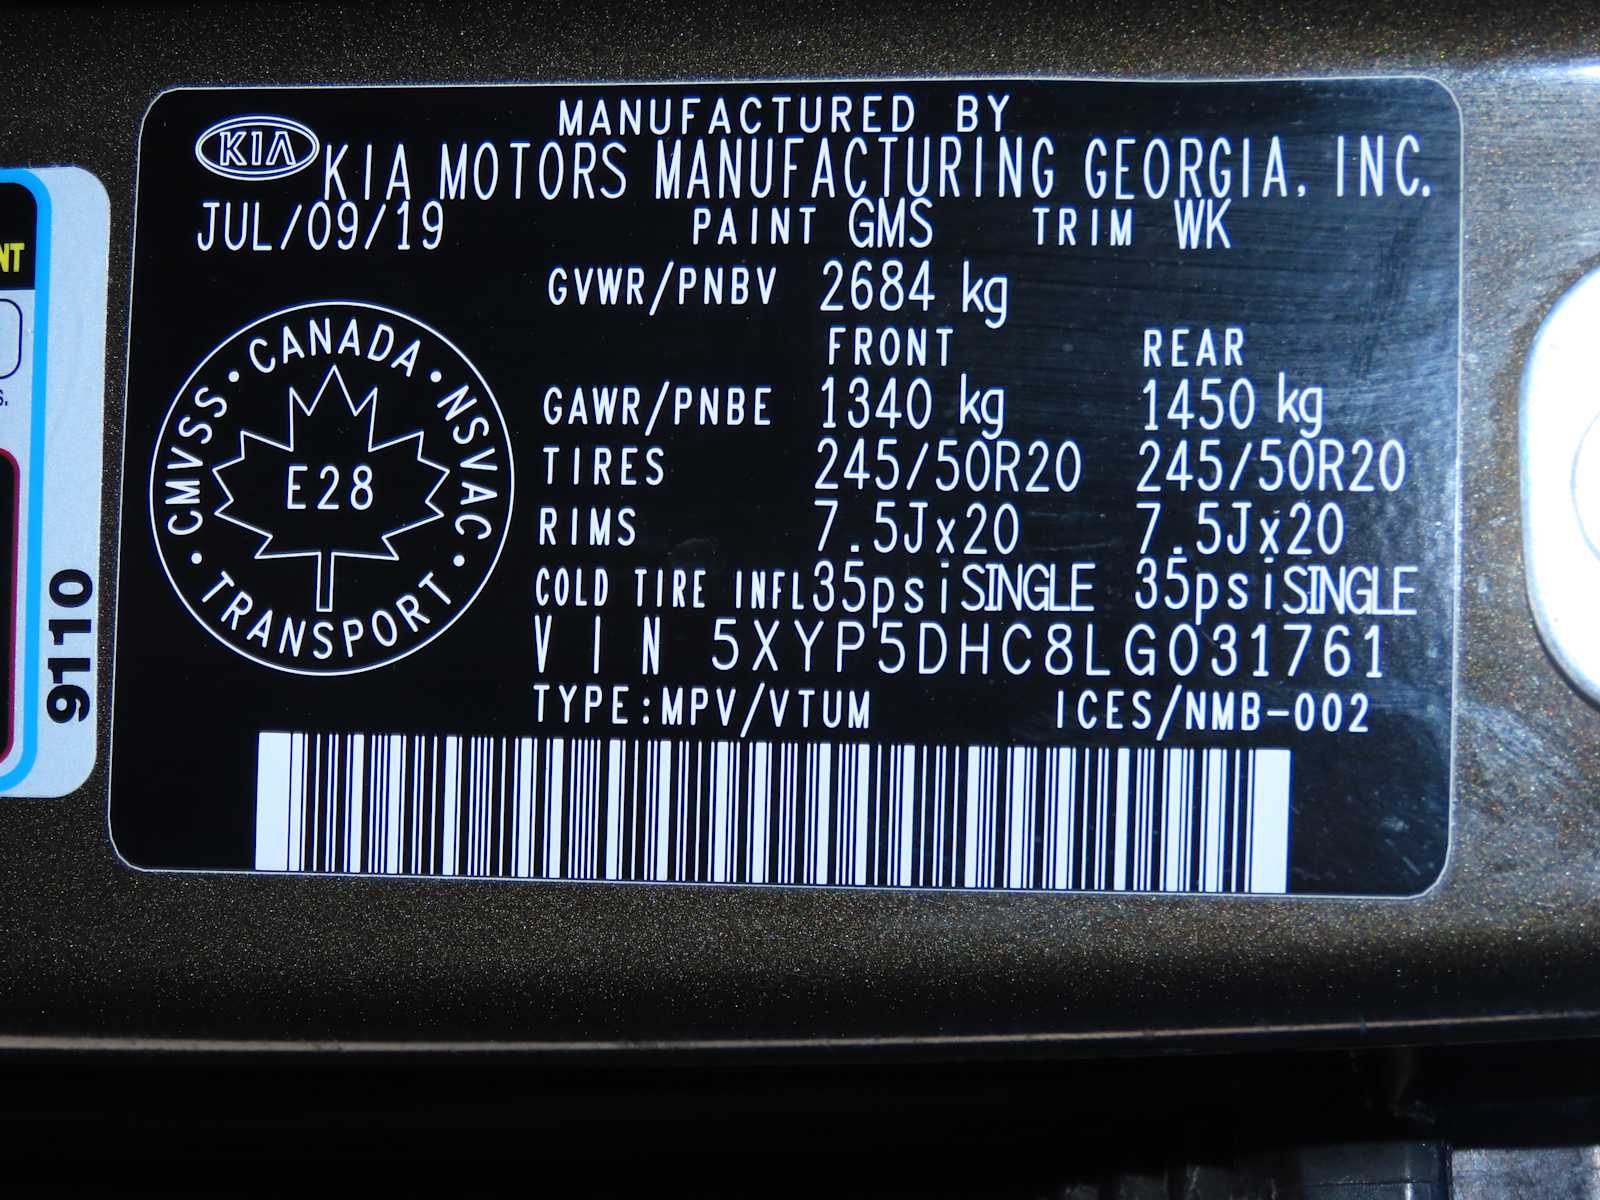 MANUFACTURED BY
KIA
KIA MOTORS MANUFACTURING GEORGIA, INC.
JUL/09/19 PAINT GMS TRIM WK
GVWR/PNBV 2684 kg
FRONT REAR
GAWR/PNBE 1340 kg 1450 kg
TIRES 245/50R20 245/50R20
RIMS 7.5Jx20 7.5Jx20
COLD TIRE INFL 35psi SINGLE 35psi SINGLE
VIN 5XYP5DHC8LG031761
TYPE:MPV/VTUM ICES/NMB-002
CMVSS • CANADA • NSVAC • TRANSPORT •
E28
9110
NT